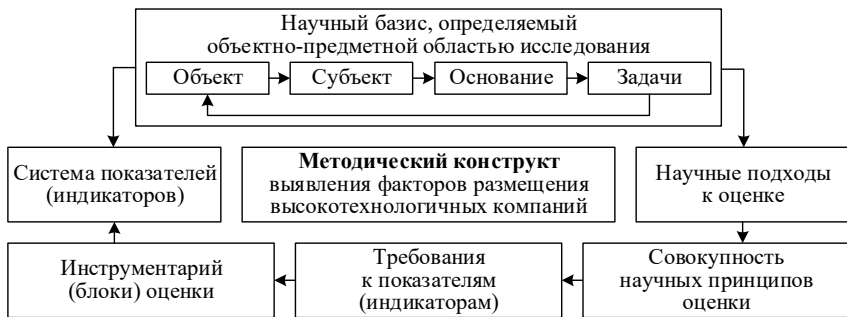 Научный базис, определяемый
объектно-предметной областью исследования
Объект
Субъект
Основание
Задачи
Система показателей
(индикаторов)
Методический конструкт
выявления факторов размещения
высокотехнологичных компаний
Научные подходы
к оценке
Инструментарий
(блоки) оценки
Требования
к показателям
(индикаторам)
Совокупность
научных принципов
оценки